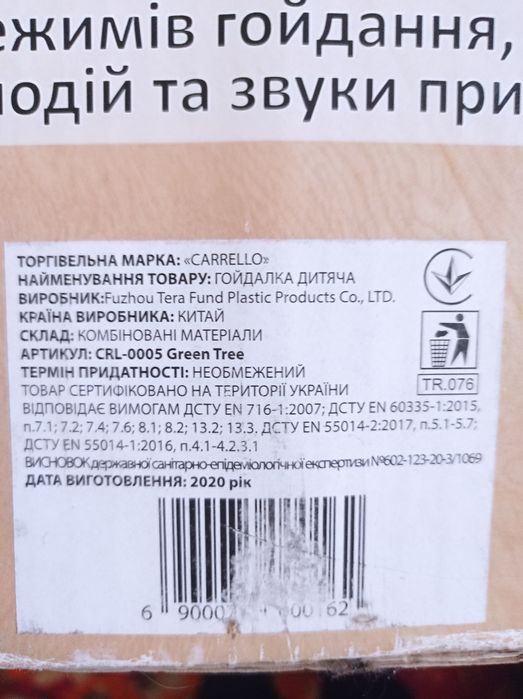 ежимів гойдання,
лодій та звуки при
ТОРГІВЕЛЬНА МАРКА: «CARRELLO»
НАЙМЕНУВАННЯ ТОВАРУ: ГОЙДАЛКА ДИТЯЧА
ВИРОБНИК:Fuzhou Tera Fund Plastic Products Co., LTD.
КРАЇНА ВИРОБНИКА: КИТАЙ
СКЛАД: КОМБІНОВАНІ МАТЕРІАЛИ
АРТИКУЛ: CRL-0005 Green Tree
ТЕРМІН ПРИДАТНОСТІ: НЕОБМЕЖЕНИЙ
ТОВАР СЕРТИФІКОВАНО НА ТЕРИТОРІЇ УКРАЇНИ
ВІДПОВІДАЄ ВИМОГАМ ДСТУ EN 716-1:2007; ДСТУ EN 60335-1:2015,
п.7.1; 7.2; 7.4; 7.6; 8.1; 8.2; 13.2; 13.3, ДСТУ EN 55014-2:2017, п.5.1-5.7;
ДСТУ EN 55014-1:2016, п.4.1-4.2.3.1
ВИСНОВОК державної санітарно-епідеміологічної експертизи №602-123-20-3/1069
ДАТА ВИГОТОВЛЕННЯ: 2020 рік
TR.076